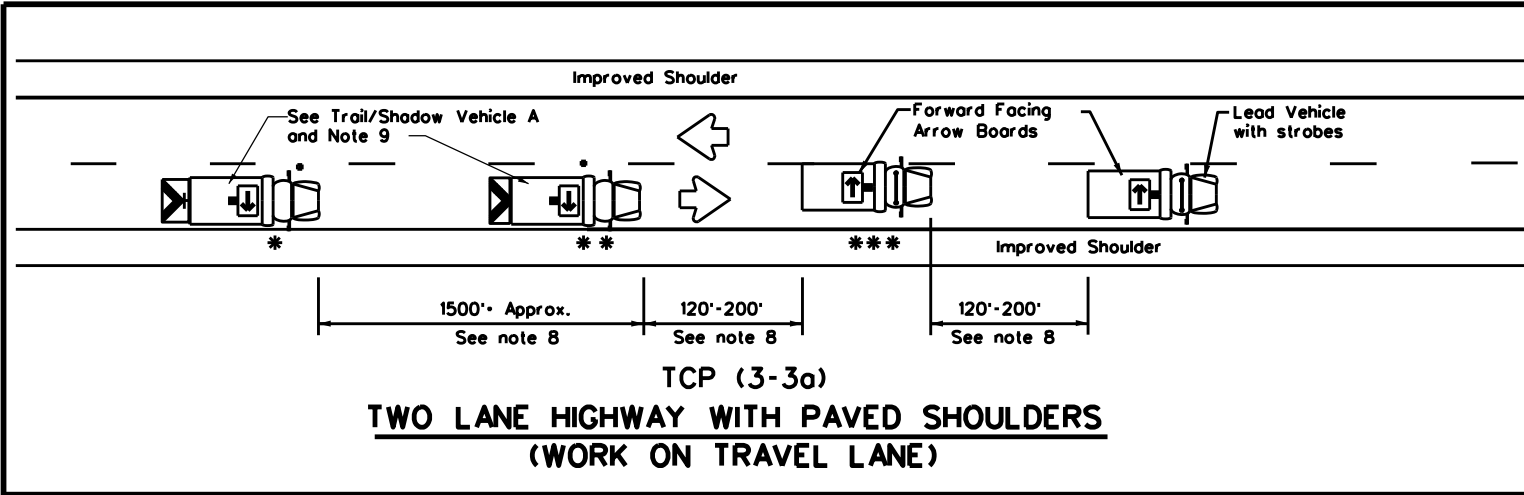 Improved Shoulder
See Trail/Shadow Vehicle A
and Note 9
Forward Facing
Arrow Boards
Lead Vehicle
with strobes
*
* *
***
Improved Shoulder
1500'+ Approx.
See note 8
120'-200'
See note 8
120'-200'
See note 8
TCP (3-3a)
TWO LANE HIGHWAY WITH PAVED SHOULDERS
(WORK ON TRAVEL LANE)